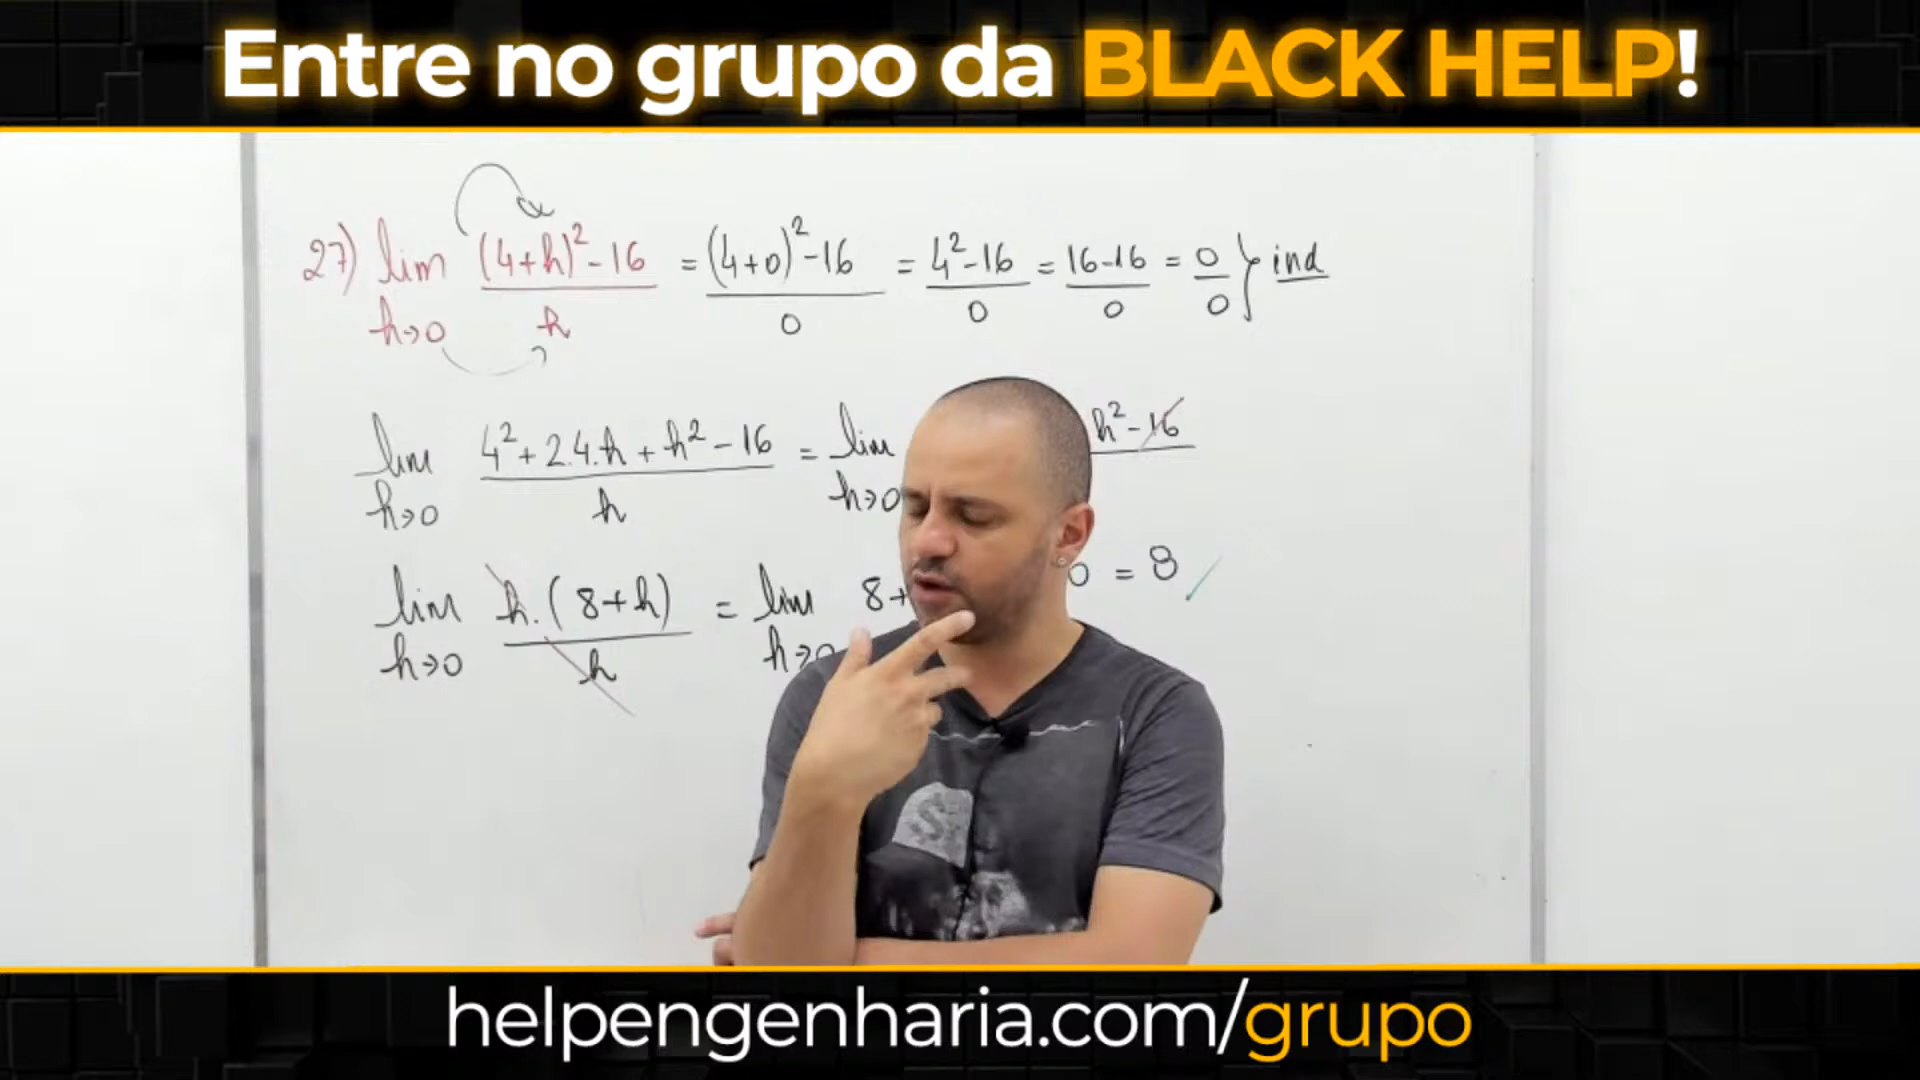 Entre no grupo da BLACK HELP!
27) lim h→0 (4+h)² - 16 / h = (4+0)² - 16 / 0 = 4² - 16 / 0 = 16 - 16 / 0 = 0 / 0 } ind
lim h→0 4² + 2.4.h + h² - 16 / h = lim h→0 h² - 16
lim h→0 h.(8+h) / h = lim h→0 8+ 0 = 8
helpengenharia.com/grupo